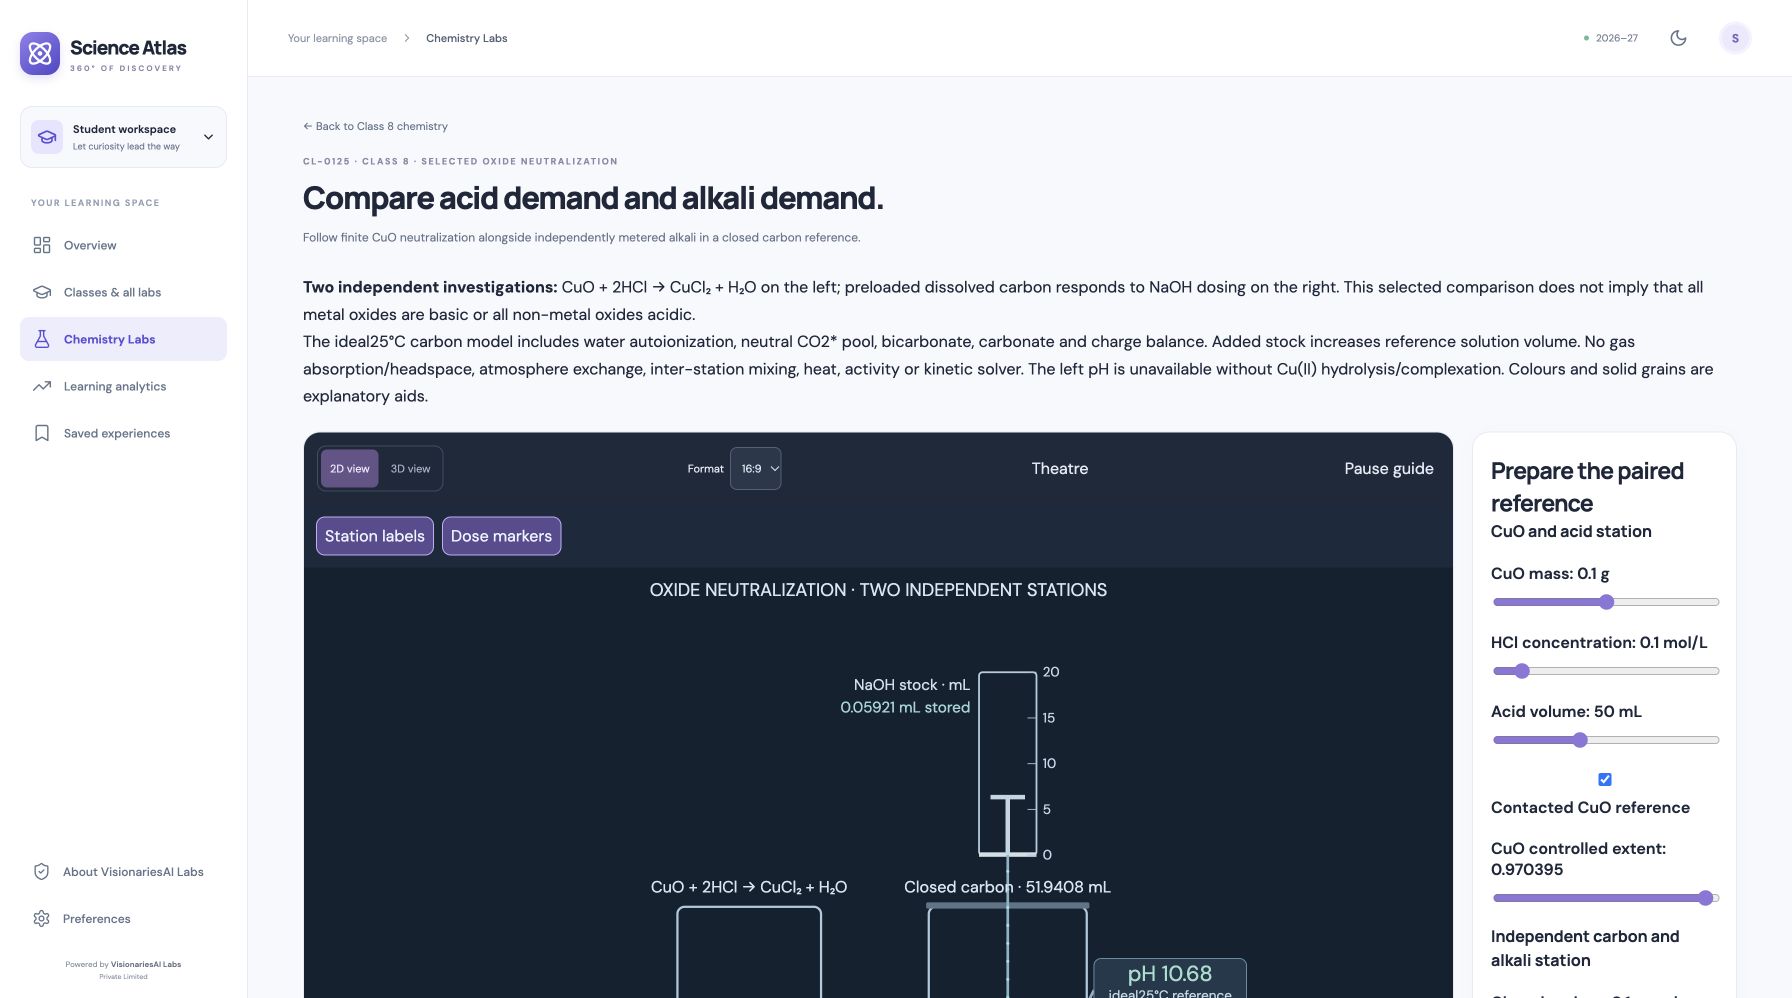 Science Atlas
360° OF DISCOVERY
Student workspace
Let curiosity lead the way
YOUR LEARNING SPACE
Overview
Classes & all labs
Chemistry Labs
Learning analytics
Saved experiences
About VisionariesAI Labs
Preferences
Powered by VisionariesAI Labs
Private Limited
Your learning space > Chemistry Labs
2026–27
S
← Back to Class 8 chemistry
CL-0125 · CLASS 8 · SELECTED OXIDE NEUTRALIZATION
Compare acid demand and alkali demand.
Follow finite CuO neutralization alongside independently metered alkali in a closed carbon reference.
Two independent investigations: CuO + 2HCl → CuCl₂ + H₂O on the left; preloaded dissolved carbon responds to NaOH dosing on the right. This selected comparison does not imply that all
metal oxides are basic or all non-metal oxides acidic.
The ideal25°C carbon model includes water autoionization, neutral CO2* pool, bicarbonate, carbonate and charge balance. Added stock increases reference solution volume. No gas
absorption/headspace, atmosphere exchange, inter-station mixing, heat, activity or kinetic solver. The left pH is unavailable without Cu(II) hydrolysis/complexation. Colours and solid grains are
explanatory aids.
2D view
3D view
Format
16:9
Theatre
Pause guide
Station labels
Dose markers
OXIDE NEUTRALIZATION · TWO INDEPENDENT STATIONS
NaOH stock · mL
0.05921 mL stored
20
15
10
5
0
CuO + 2HCl → CuCl₂ + H₂O
Closed carbon · 51.9408 mL
pH 10.68
ideal25°C reference
Prepare the paired
reference
CuO and acid station
CuO mass: 0.1 g
HCl concentration: 0.1 mol/L
Acid volume: 50 mL
Contacted CuO reference
CuO controlled extent:
0.970395
Independent carbon and
alkali station